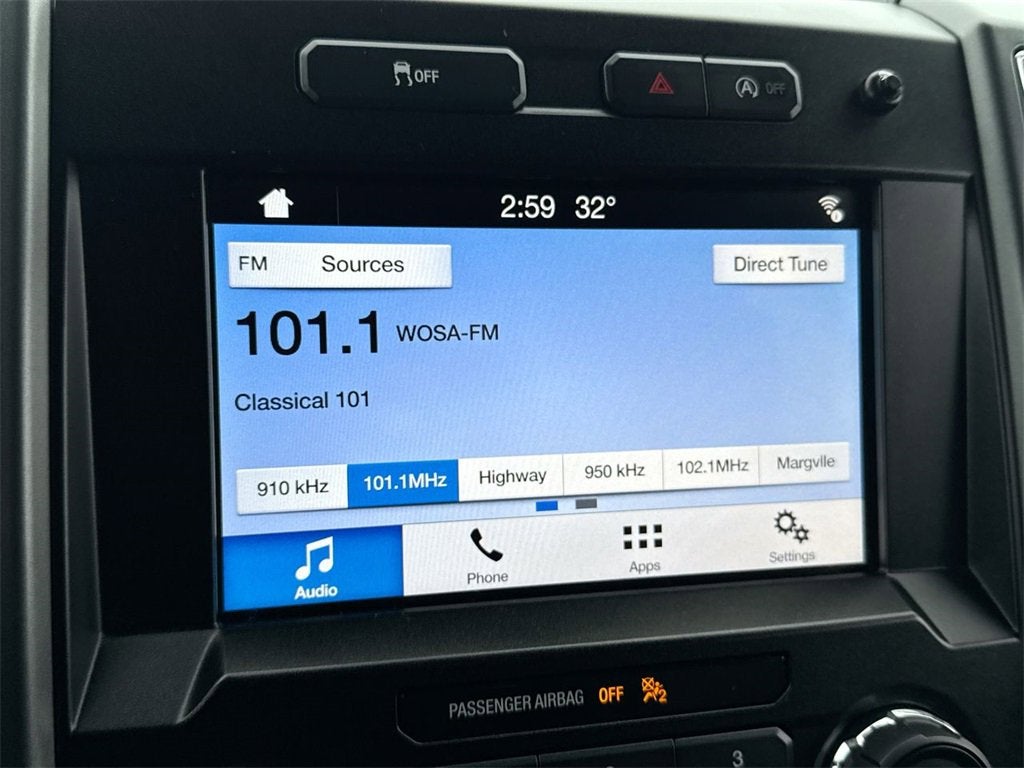 OFF
A OFF
2:59 32°
FM Sources Direct Tune
101.1 WOSA-FM
Classical 101
910 kHz 101.1MHz Highway 950 kHz 102.1MHz Margvlle
Audio Phone Apps Settings
PASSENGER AIRBAG OFF 2
3